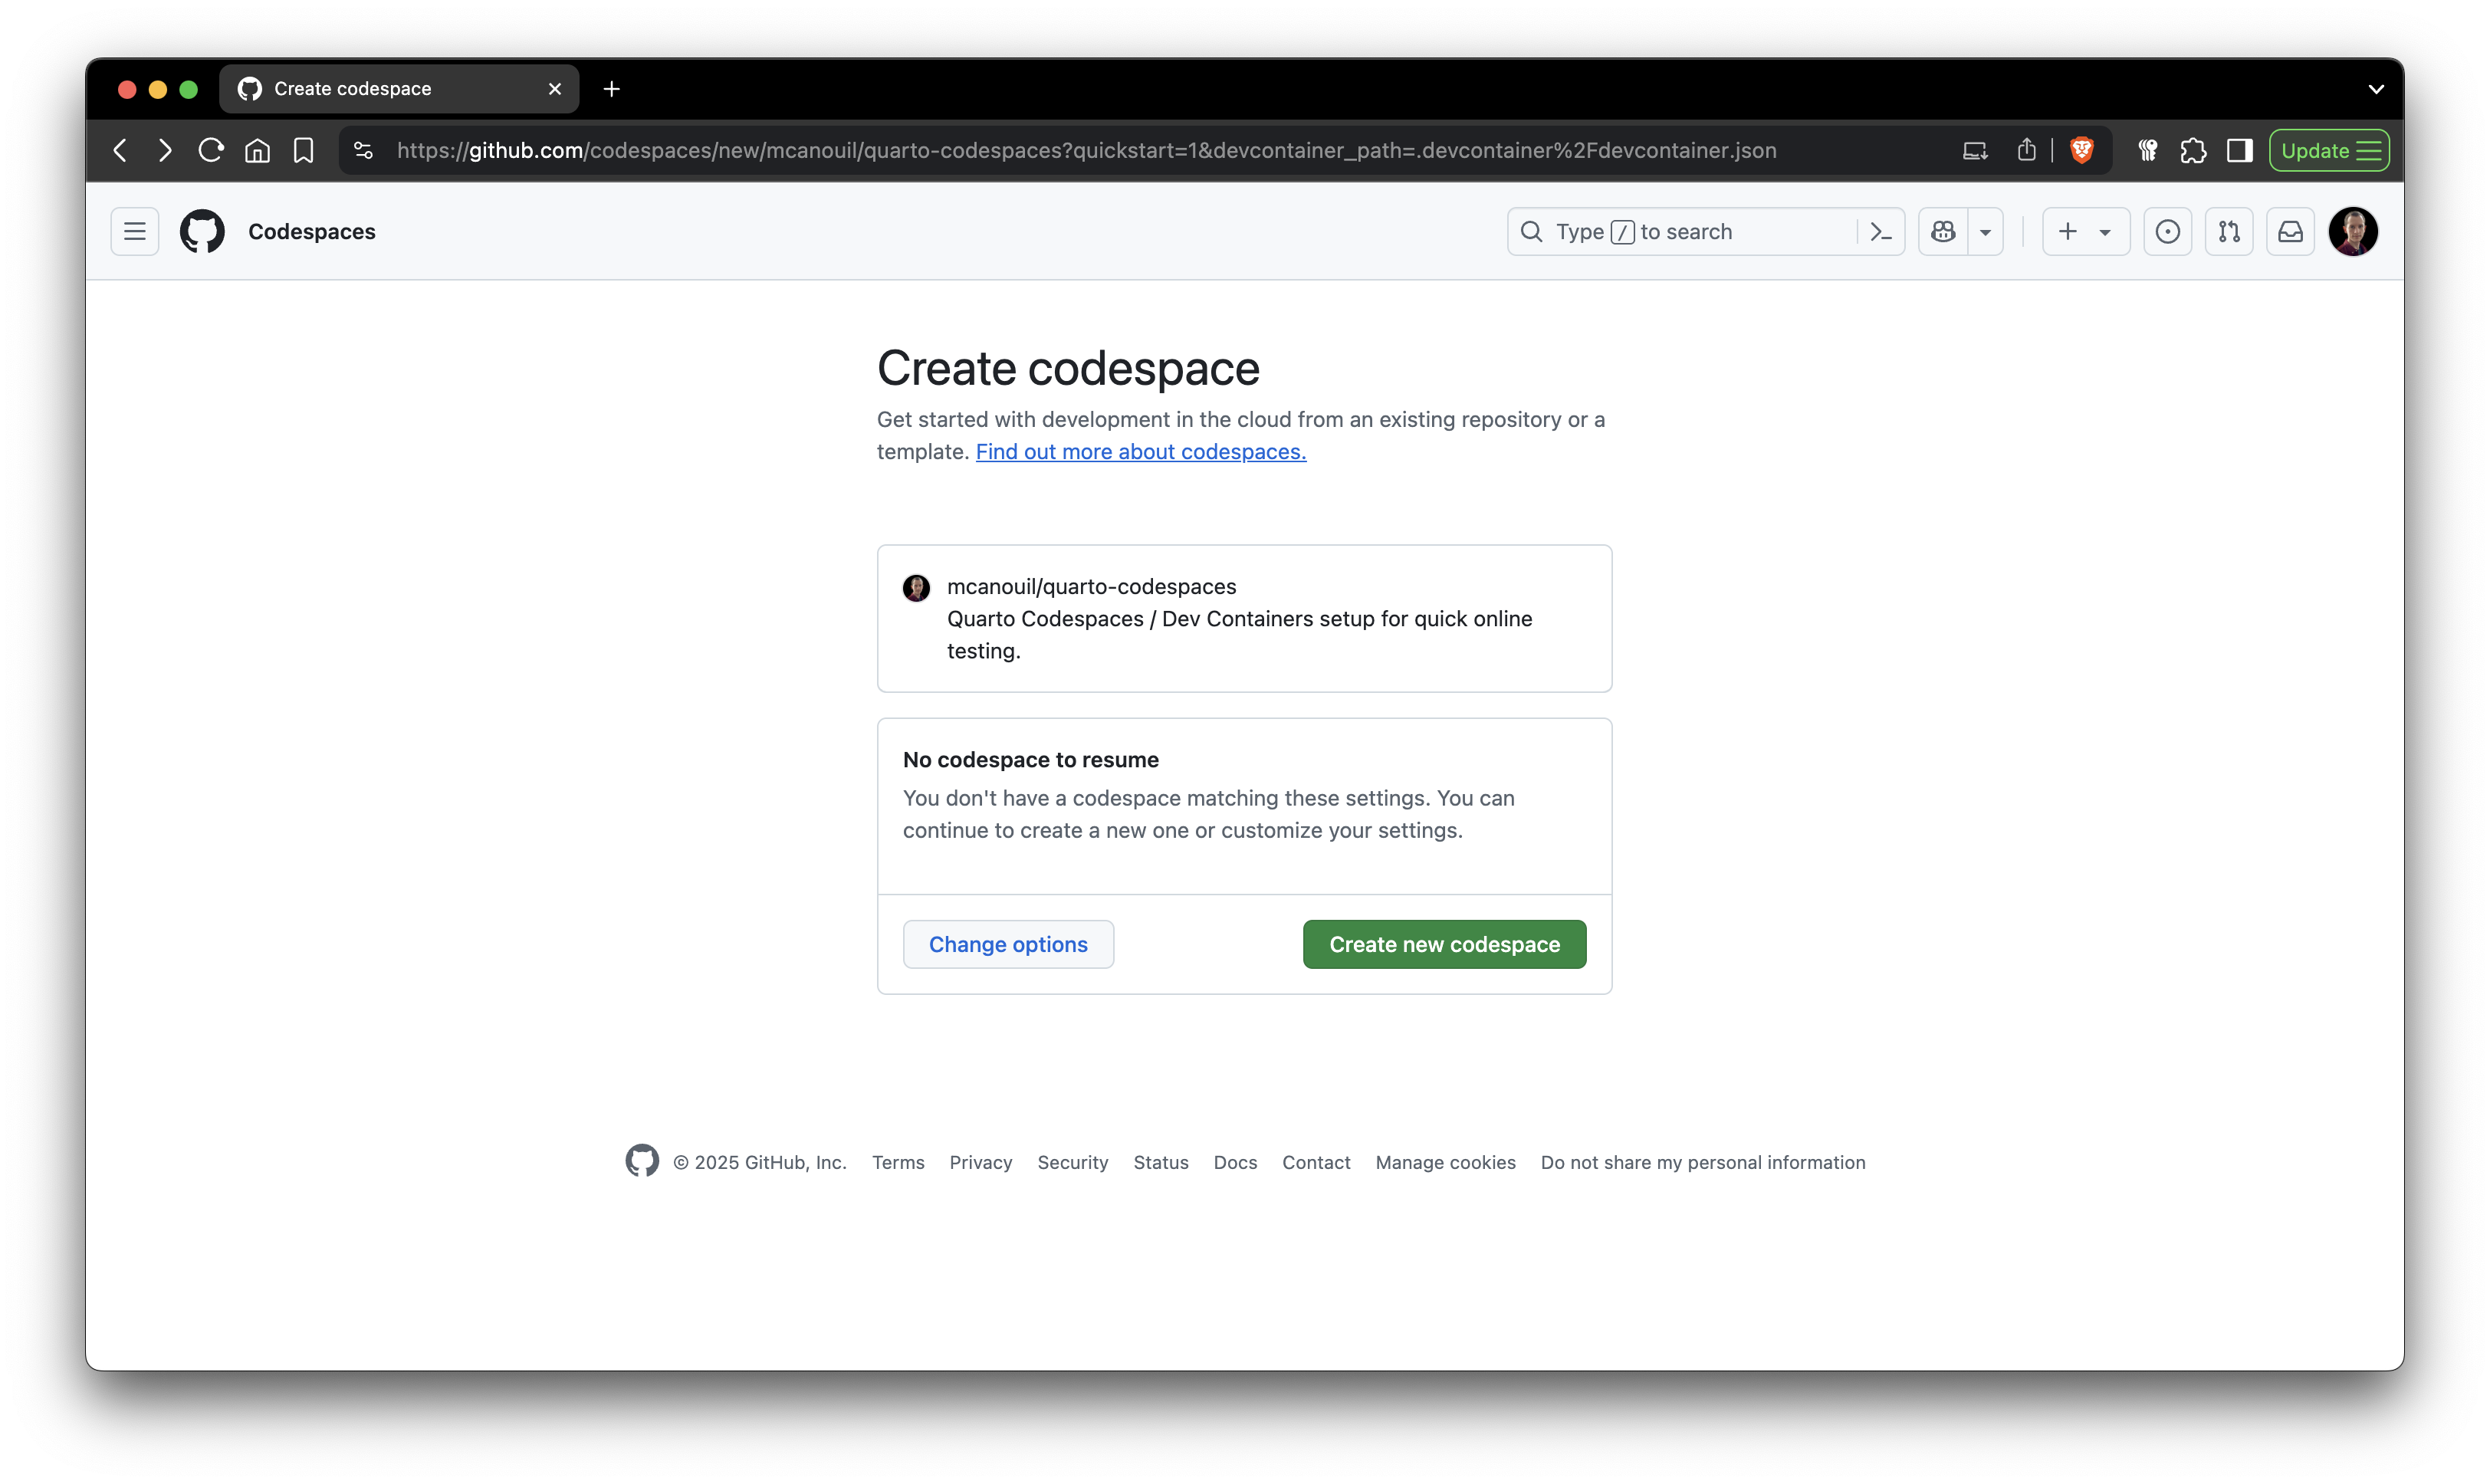 Create codespace
https://github.com/codespaces/new/mcanouil/quarto-codespaces?quickstart=1&devcontainer_path=.devcontainer%2Fdevcontainer.json
Update
Codespaces
Type / to search
Create codespace
Get started with development in the cloud from an existing repository or a
template. Find out more about codespaces.
mcanouil/quarto-codespaces
Quarto Codespaces / Dev Containers setup for quick online
testing.
No codespace to resume
You don't have a codespace matching these settings. You can
continue to create a new one or customize your settings.
Change options
Create new codespace
© 2025 GitHub, Inc. Terms Privacy Security Status Docs Contact Manage cookies Do not share my personal information